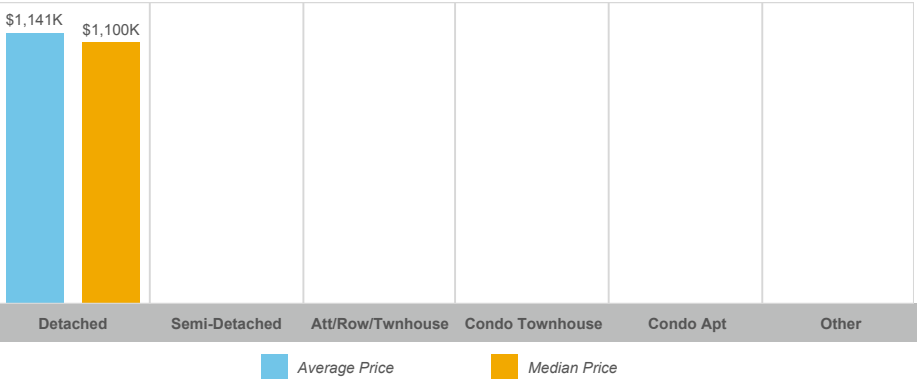 $1,141K
$1,100K
Detached Semi-Detached Att/Row/Twnhouse Condo Townhouse Condo Apt Other
Average Price Median Price